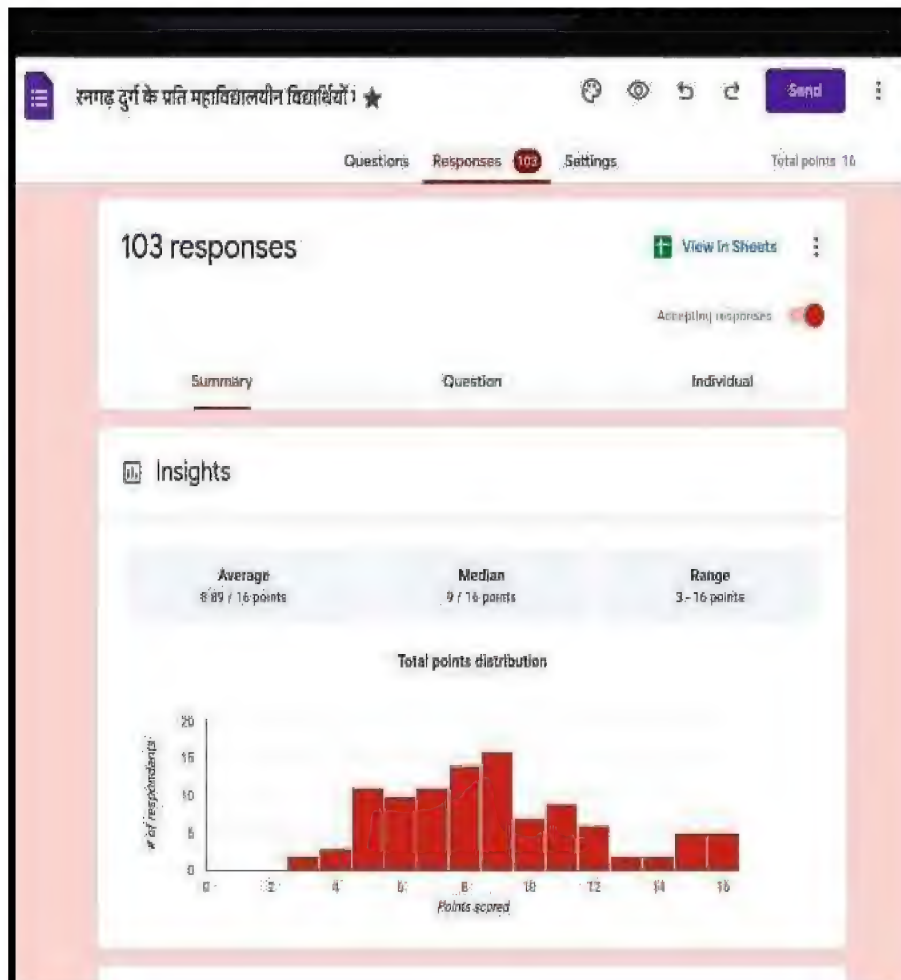 रनगढ़ दुर्ग के प्रति महाविद्यालयीन विद्यार्थियों
Send
Questions Responses 103 Settings
Total points 16
103 responses
View in Sheets
Accepting responses
Summary Question Individual
Insights
Average Median Range
8.89 / 16 points 9 / 16 points 3 - 16 points
Total points distribution
20
15
10
5
0
# of respondents
0 2 4 6 8 10 12 14 16
Points scored